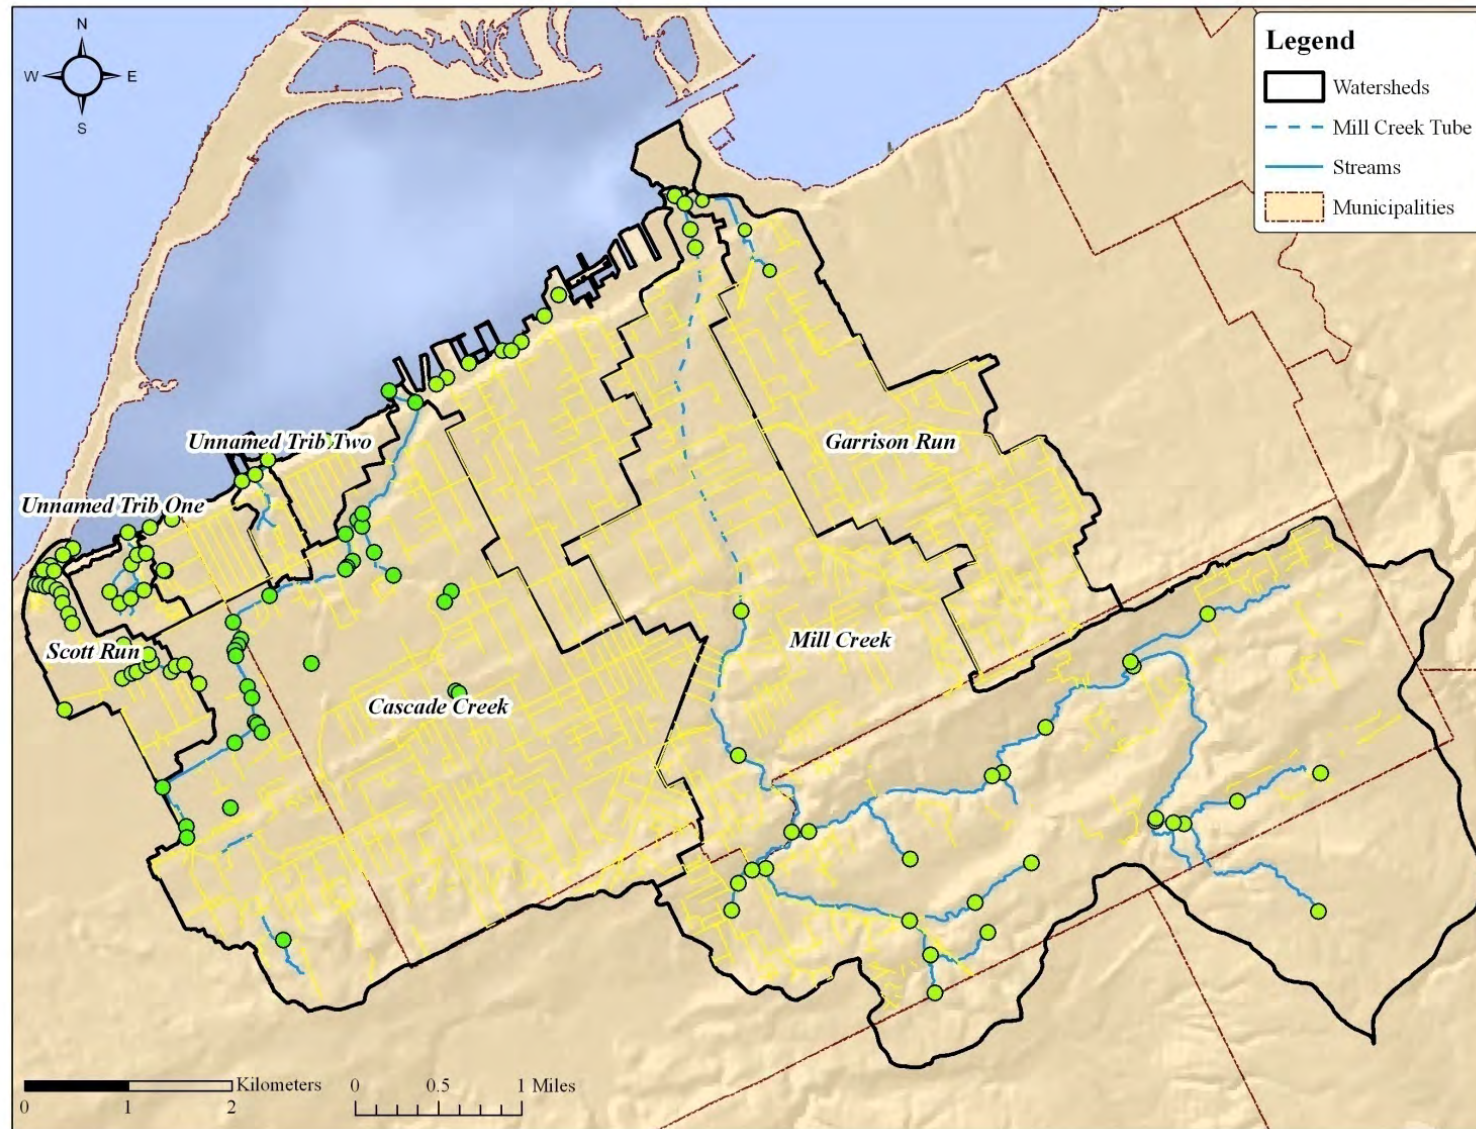 N
W E
S
Legend
Watersheds
Mill Creek Tube
Streams
Municipalities
Unnamed Trib Two
Garrison Run
Unnamed Trib One
Scott Run
Mill Creek
Cascade Creek
Kilometers
0 1 2
0 0.5 1 Miles